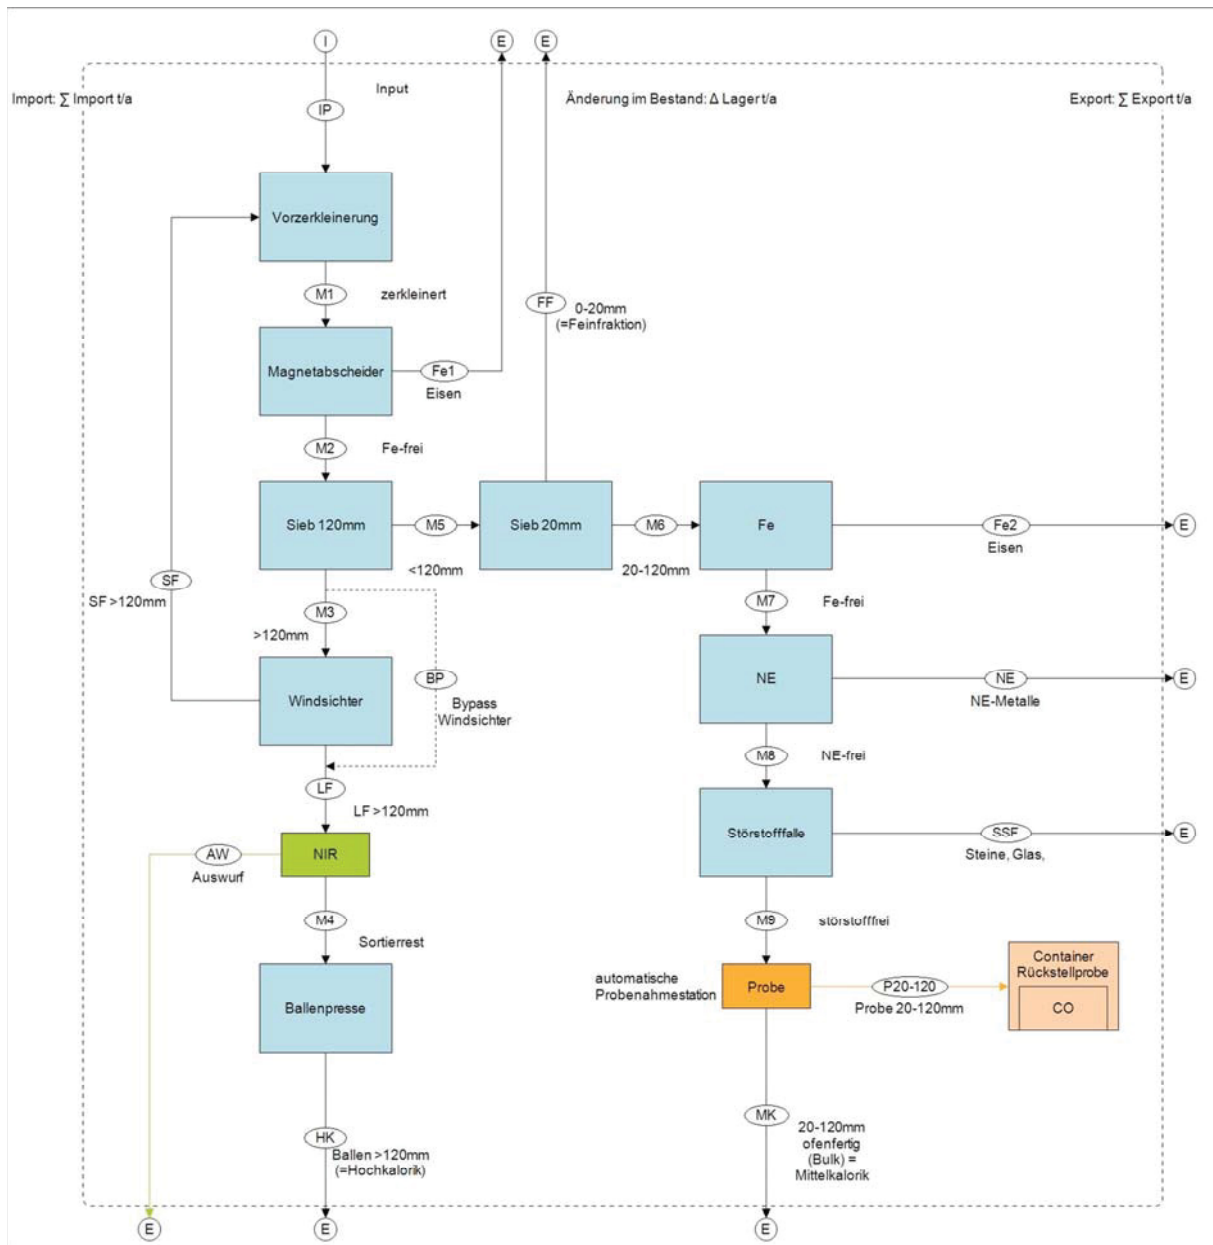 I
E
E
Import: ∑ Import t/a
Input
Änderung im Bestand: Δ Lager t/a
Export: ∑ Export t/a
IP
Vorzerkleinerung
M1
zerkleinert
FF
0-20mm
(=Feinfraktion)
Magnetabscheider
Fe1
Eisen
M2
Fe-frei
Sieb 120mm
M5
<120mm
Sieb 20mm
M6
20-120mm
Fe
Fe2
Eisen
E
SF
SF >120mm
M3
>120mm
M7
Fe-frei
Windsichter
BP
Bypass
Windsichter
NE
NE
NE-Metalle
E
LF
LF >120mm
M8
NE-frei
NIR
AW
Auswurf
Störstofffalle
SSF
Steine, Glas,
E
M4
Sortierrest
M9
störstofffrei
Ballenpresse
automatische
Probenahmestation
Probe
P20-120
Probe 20-120mm
Container
Rückstellprobe
CO
HK
Ballen >120mm
(=Hochkalorik)
MK
20-120mm
ofenfertig
(Bulk) =
Mittelkalorik
E
E
E